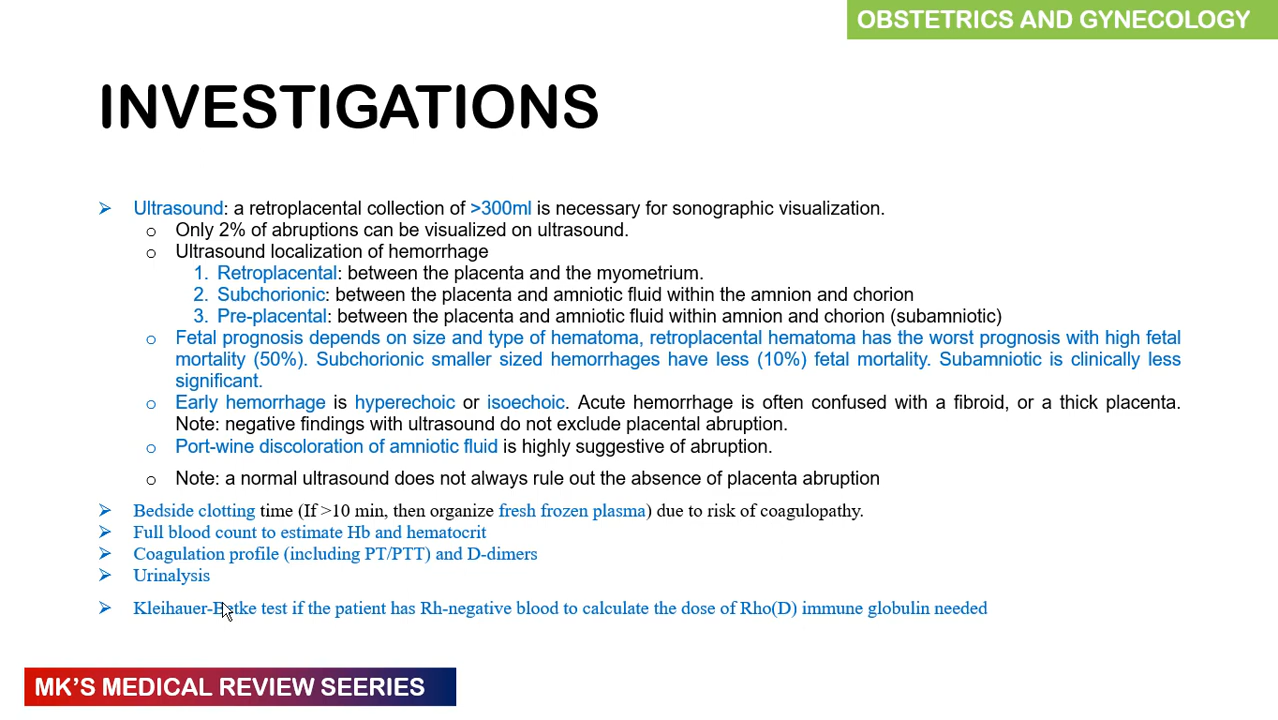 OBSTETRICS AND GYNECOLOGY
INVESTIGATIONS
➢ Ultrasound: a retroplacental collection of >300ml is necessary for sonographic visualization.
o Only 2% of abruptions can be visualized on ultrasound.
o Ultrasound localization of hemorrhage
1. Retroplacental: between the placenta and the myometrium.
2. Subchorionic: between the placenta and amniotic fluid within the amnion and chorion
3. Pre-placental: between the placenta and amniotic fluid within amnion and chorion (subamniotic)
o Fetal prognosis depends on size and type of hematoma, retroplacental hematoma has the worst prognosis with high fetal
mortality (50%). Subchorionic smaller sized hemorrhages have less (10%) fetal mortality. Subamniotic is clinically less
significant.
o Early hemorrhage is hyperechoic or isoechoic. Acute hemorrhage is often confused with a fibroid, or a thick placenta.
Note: negative findings with ultrasound do not exclude placental abruption.
o Port-wine discoloration of amniotic fluid is highly suggestive of abruption.
o Note: a normal ultrasound does not always rule out the absence of placenta abruption
➢ Bedside clotting time (If >10 min, then organize fresh frozen plasma) due to risk of coagulopathy.
➢ Full blood count to estimate Hb and hematocrit
➢ Coagulation profile (including PT/PTT) and D-dimers
➢ Urinalysis
➢ Kleihauer-Betke test if the patient has Rh-negative blood to calculate the dose of Rho(D) immune globulin needed
MK'S MEDICAL REVIEW SEERIES